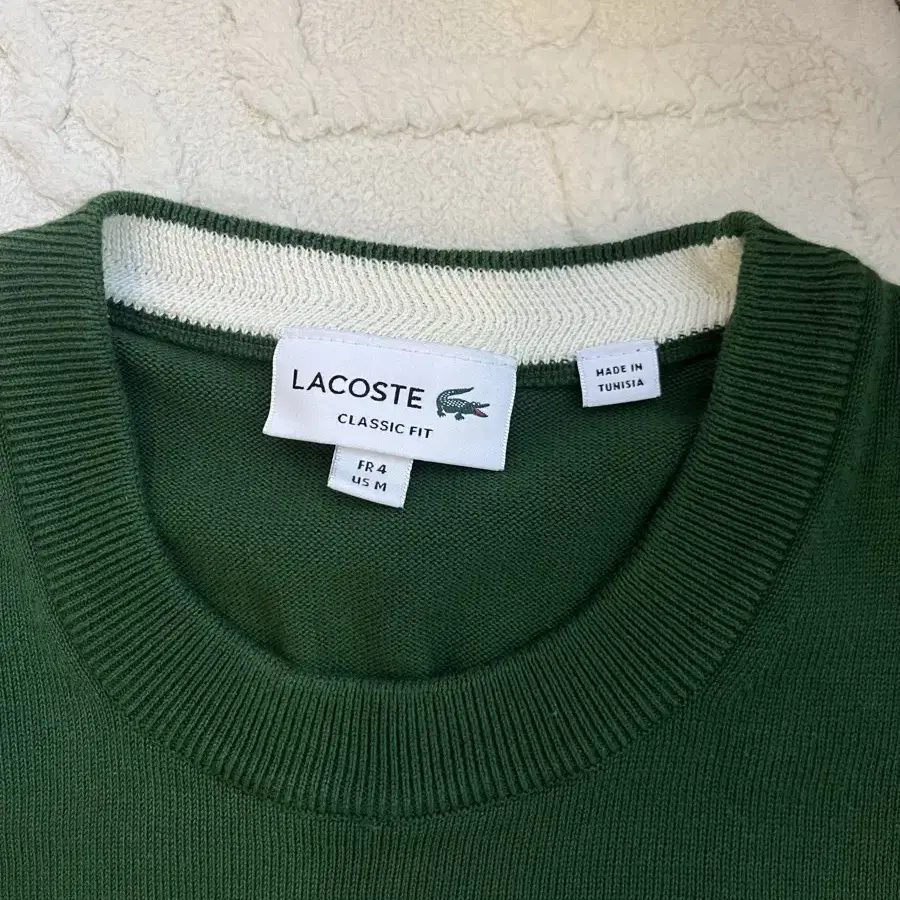 LACOSTE
CLASSIC FIT
FR 4
US M
MADE IN
TUNISIA